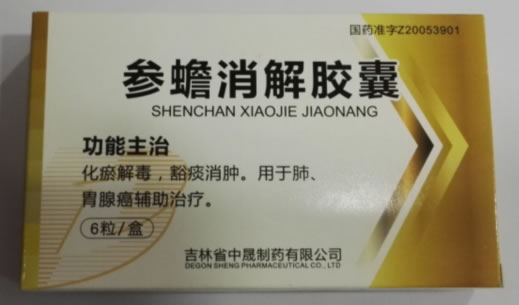 国药准字Z20053901
参蟾消解胶囊
SHENCHAN XIAOJIE JIAONANG
功能主治
化瘀解毒，豁痰消肿。用于肺、
胃腺癌辅助治疗。
6粒/盒
吉林省中晟制药有限公司
DEGON SHENG PHARMACEUTICAL CO., LTD